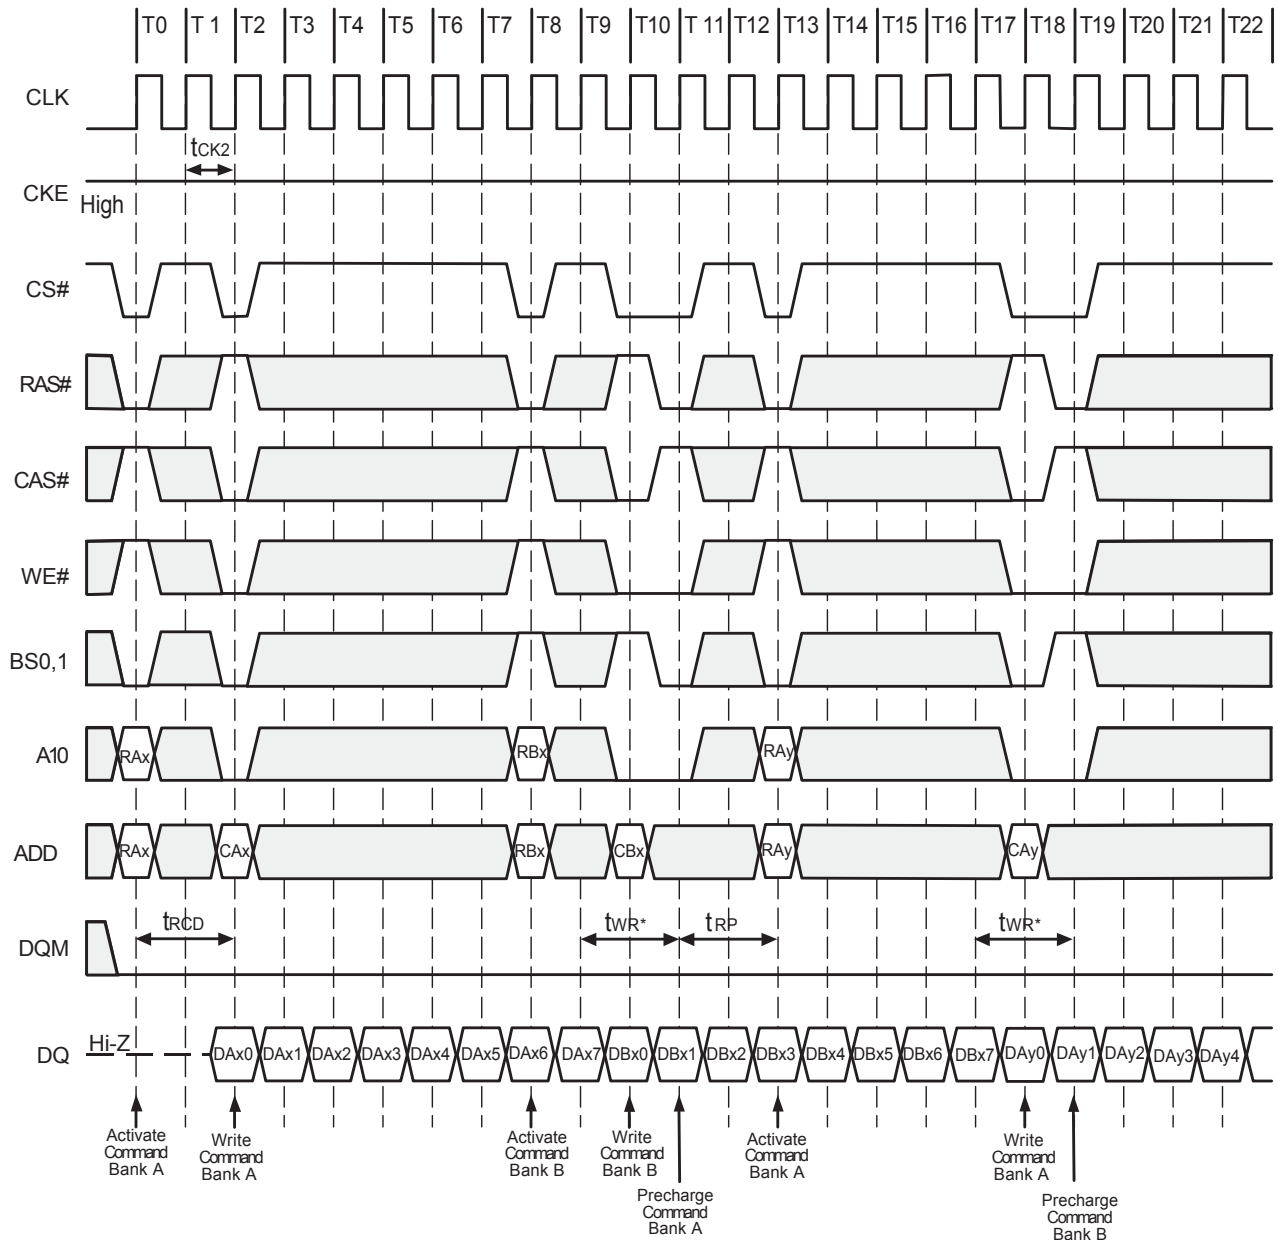 T0 T 1 T2 T3 T4 T5 T6 T7 T8 T9 T10 T 11 T12 T13 T14 T15 T16 T17 T18 T19 T20 T21 T22
CLK
tCK2
CKE
High
CS#
RAS#
CAS#
WE#
BS0,1
A10 RAx RBx RAy
ADD RAx CAx RBx CBx RAy CAy
DQM tRCD tWR* tRP tWR*
DQ Hi-Z DAx0 DAx1 DAx2 DAx3 DAx4 DAx5 DAx6 DAx7 DBx0 DBx1 DBx2 DBx3 DBx4 DBx5 DBx6 DBx7 DAy0 DAy1 DAy2 DAy3 DAy4
Activate
Command
Bank A
Write
Command
Bank A
Activate
Command
Bank B
Write
Command
Bank B
Precharge
Command
Bank A
Activate
Command
Bank A
Write
Command
Bank A
Precharge
Command
Bank B